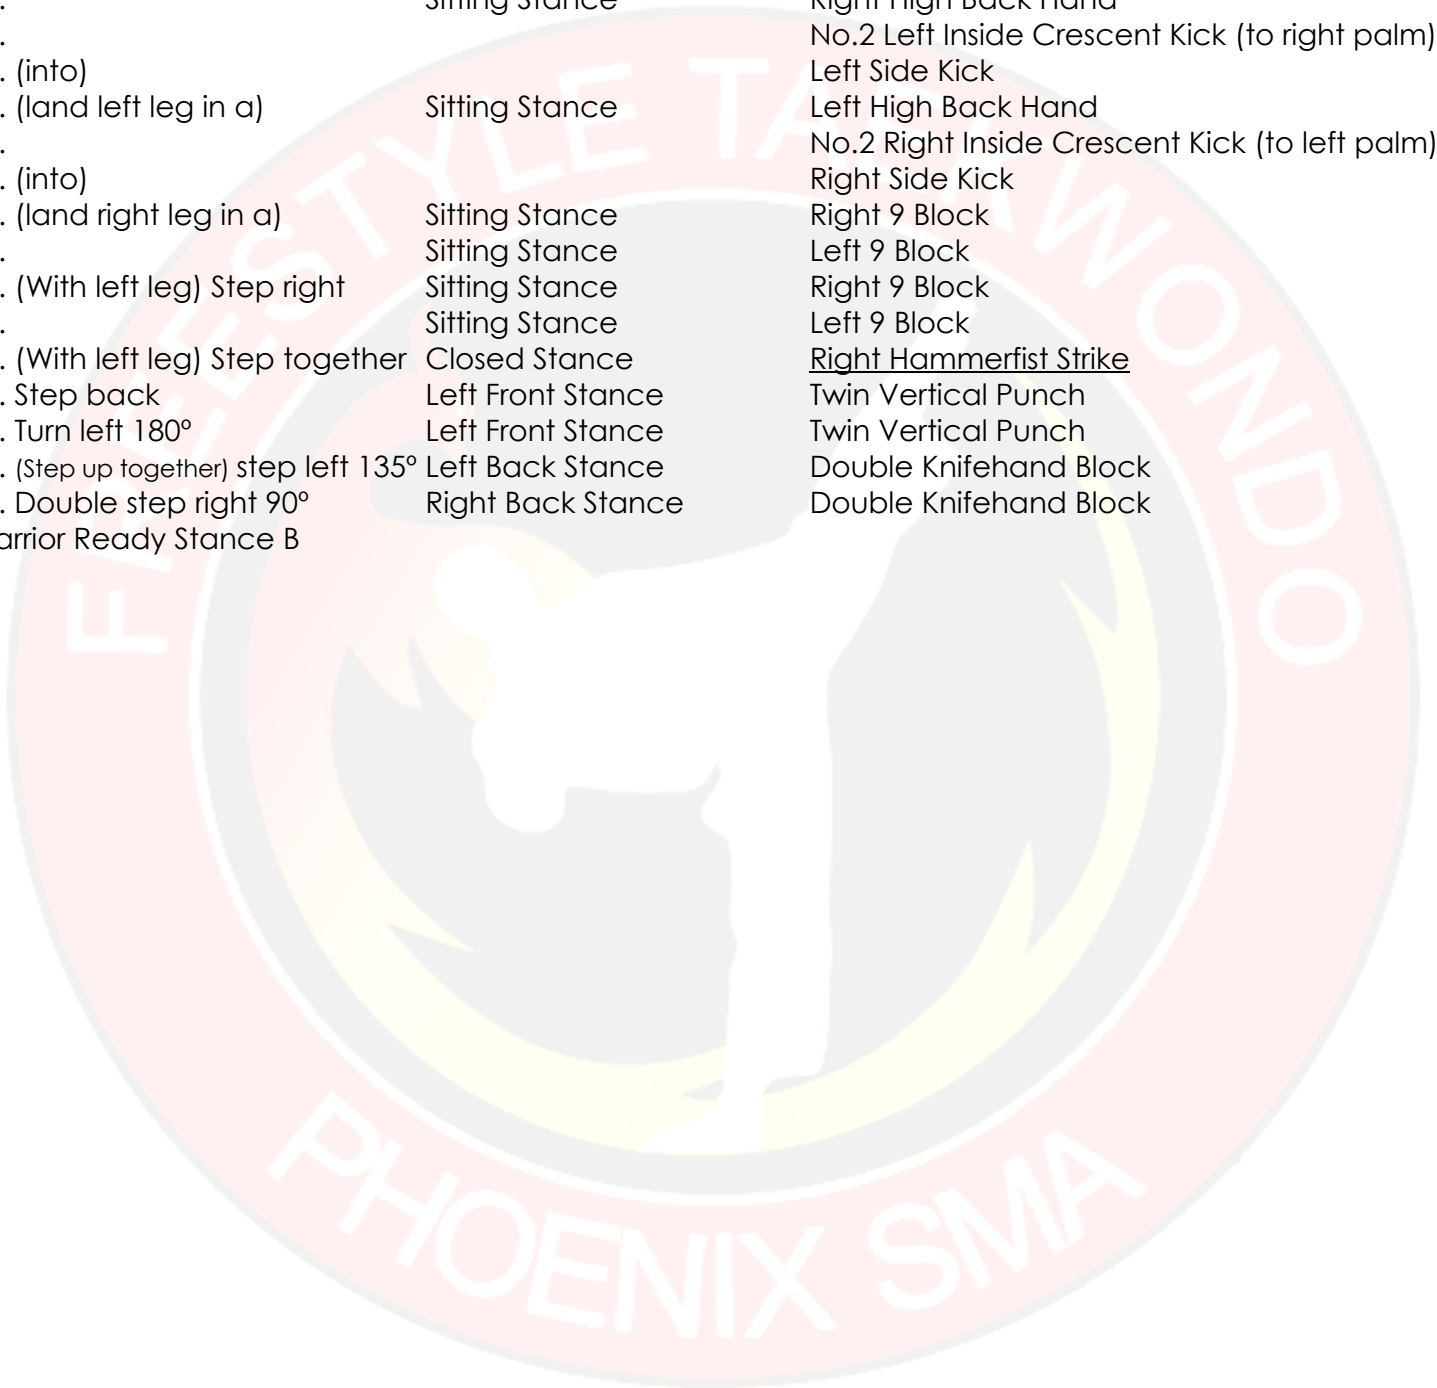 . Sitting Stance Right High Back Hand
. No.2 Left Inside Crescent Kick (to right palm)
. (into) Left Side Kick
. (land left leg in a) Sitting Stance Left High Back Hand
. No.2 Right Inside Crescent Kick (to left palm)
. (into) Right Side Kick
. (land right leg in a) Sitting Stance Right 9 Block
. Sitting Stance Left 9 Block
. (With left leg) Step right Sitting Stance Right 9 Block
. Sitting Stance Left 9 Block
. (With left leg) Step together Closed Stance Right Hammerfist Strike
. Step back Left Front Stance Twin Vertical Punch
. Turn left 180º Left Front Stance Twin Vertical Punch
. (Step up together) step left 135º Left Back Stance Double Knifehand Block
. Double step right 90º Right Back Stance Double Knifehand Block
arrior Ready Stance B
FREESTYLE TAEKWONDO
PHOENIX SMA